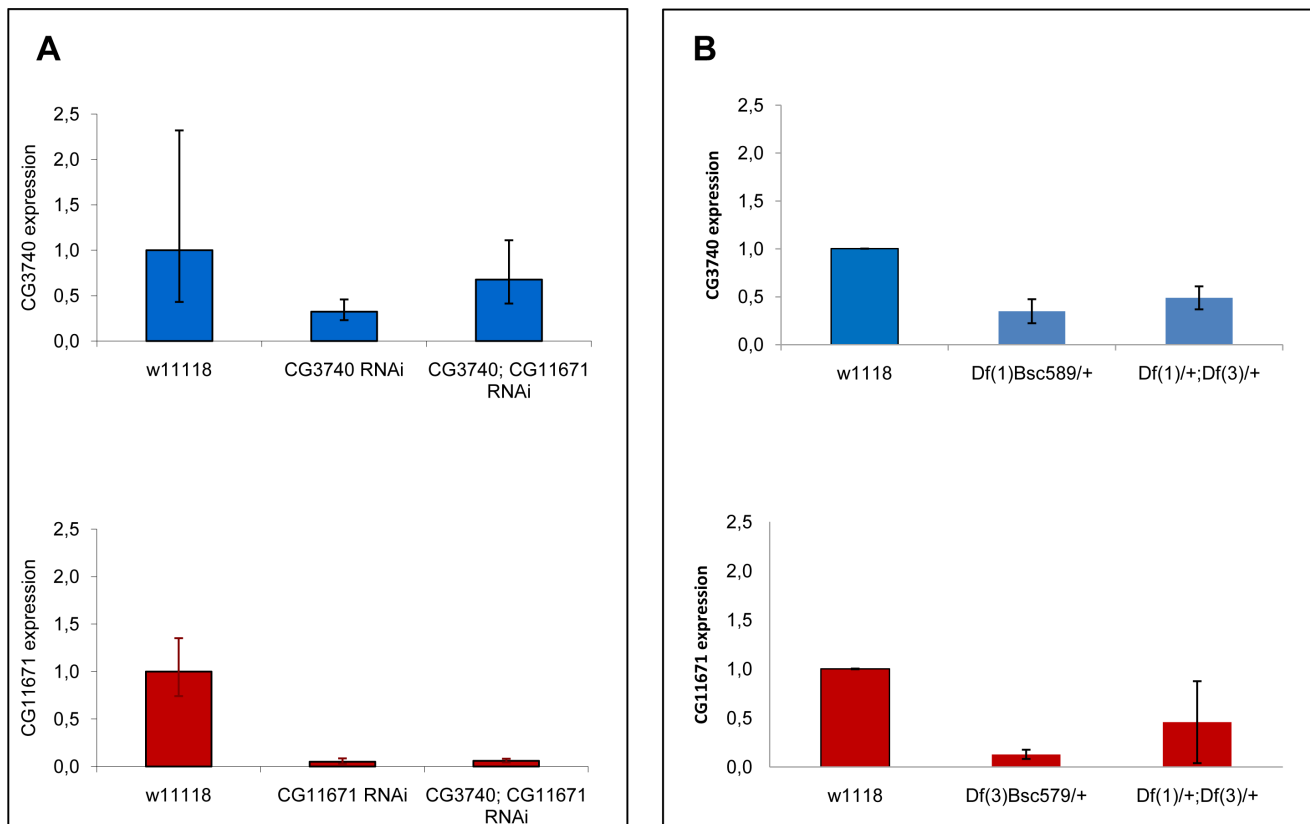 A
2,5
2,0
1,5
1,0
0,5
0,0
CG3740 expression
w11118
CG3740 RNAi
CG3740; CG11671
RNAi
2,5
2,0
1,5
1,0
0,5
0,0
CG11671 expression
w11118
CG11671 RNAi
CG3740; CG11671
RNAi
B
2,5
2,0
1,5
1,0
0,5
0,0
CG3740 expression
w1118
Df(1)Bsc589/+
Df(1)/+;Df(3)/+
2,5
2,0
1,5
1,0
0,5
0,0
CG11671 expression
w1118
Df(3)Bsc579/+
Df(1)/+;Df(3)/+